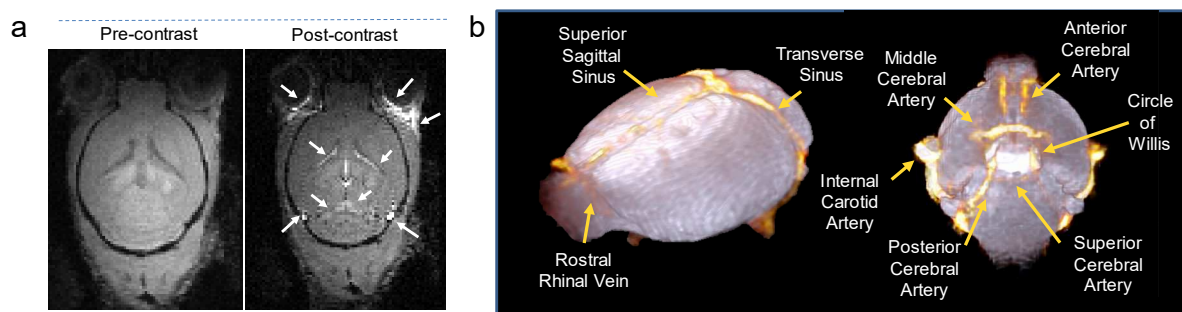 a
Pre-contrast
Post-contrast
b
Superior
Sagittal
Sinus
Transverse
Sinus
Rostral
Rhinal Vein
Middle
Cerebral
Artery
Anterior
Cerebral
Artery
Circle
of
Willis
Internal
Carotid
Artery
Posterior
Cerebral
Artery
Superior
Cerebral
Artery